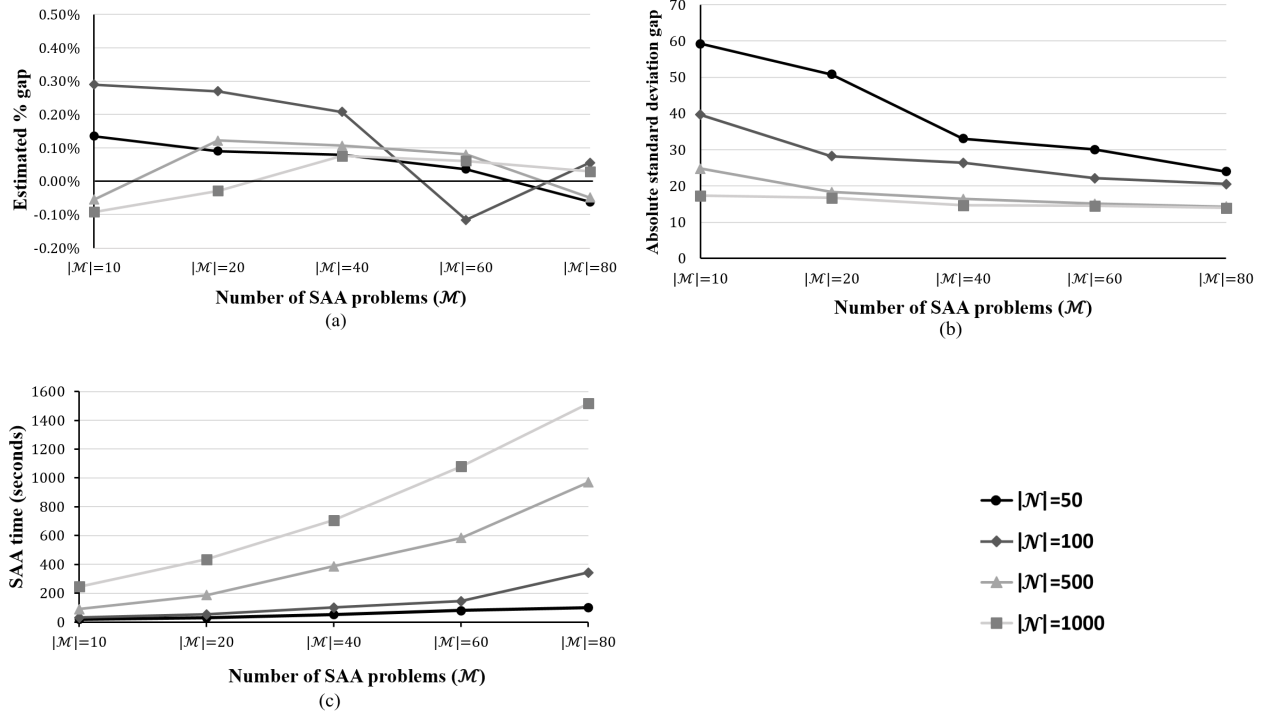 0.50%
0.40%
0.30%
0.20%
0.10%
0.00%
-0.10%
-0.20%
Estimated % gap
|ℳ|=10 |ℳ|=20 |ℳ|=40 |ℳ|=60 |ℳ|=80
Number of SAA problems (ℳ)
(a)
70
60
50
40
30
20
10
0
Absolute standard deviation gap
|ℳ|=10 |ℳ|=20 |ℳ|=40 |ℳ|=60 |ℳ|=80
Number of SAA problems (ℳ)
(b)
1600
1400
1200
1000
800
600
400
200
0
SAA time (seconds)
|ℳ|=10 |ℳ|=20 |ℳ|=40 |ℳ|=60 |ℳ|=80
Number of SAA problems (ℳ)
(c)
|𝒩|=50
|𝒩|=100
|𝒩|=500
|𝒩|=1000